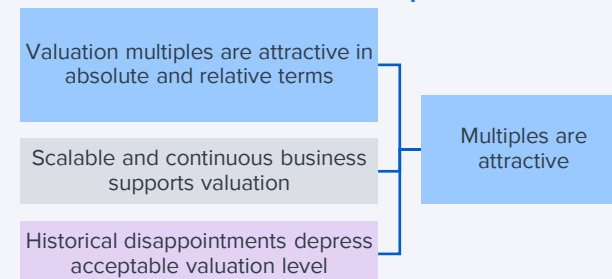 Valuation multiples are attractive in
absolute and relative terms
Scalable and continuous business
supports valuation
Historical disappointments depress
acceptable valuation level
Multiples are
attractive